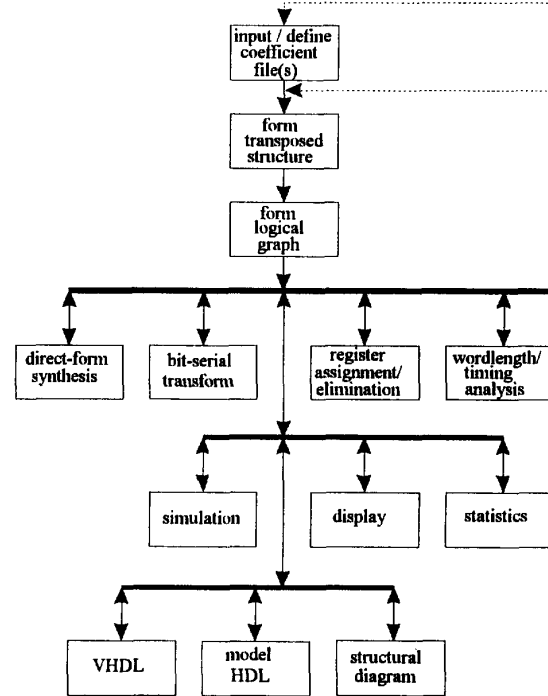 input / define
coefficient
file(s)
form
transposed
structure
form
logical
graph
direct-form
synthesis
bit-serial
transform
register
assignment/
elimination
wordlength/
timing
analysis
simulation
display
statistics
VHDL
model
HDL
structural
diagram